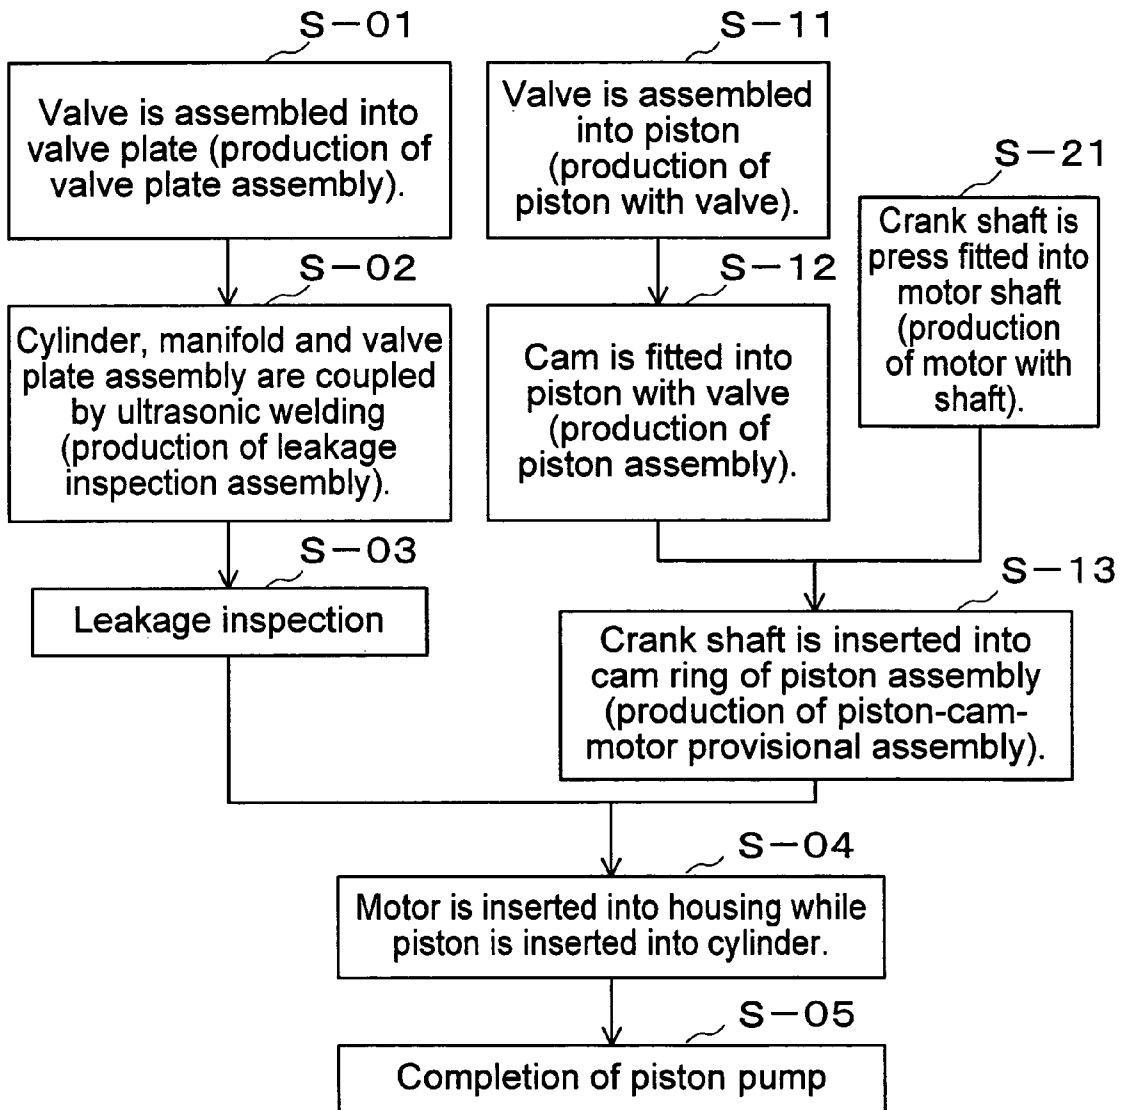 S-01
Valve is assembled into
valve plate (production of
valve plate assembly).
S-02
Cylinder, manifold and valve
plate assembly are coupled
by ultrasonic welding
(production of leakage
inspection assembly).
S-03
Leakage inspection
S-11
Valve is assembled
into piston
(production of
piston with valve).
S-12
Cam is fitted into
piston with valve
(production of
piston assembly).
S-21
Crank shaft is
press fitted into
motor shaft
(production
of motor with
shaft).
S-13
Crank shaft is inserted into
cam ring of piston assembly
(production of piston-cam-
motor provisional assembly).
S-04
Motor is inserted into housing while
piston is inserted into cylinder.
S-05
Completion of piston pump